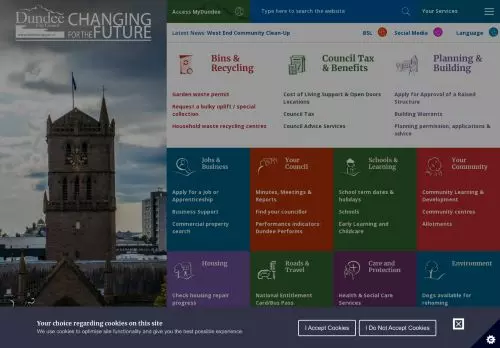 Dundee
CHANGING
FOR THE FUTURE
Access MyDundee
Type here to search the website
Your Services
Latest News: West End Community Clean-Up
BSL
Social Media
Language
Bins &
Recycling
Garden waste permit
Request a bulky uplift / special
collection
Household waste recycling centres
Council Tax
& Benefits
Cost of Living Support & Open Doors
Locations
Council Tax
Council Advice Services
Planning &
Building
Apply for Approval of a Raised
Structure
Building Warrants
Planning permission, applications &
advice
Jobs &
Business
Apply for a job or
Apprenticeship
Business Support
Commercial property
search
Your
Council
Minutes, Meetings &
Reports
Find your councillor
Performance Indicators
Dundee Performs
Schools &
Learning
School term dates &
holidays
Schools
Early Learning and
Childcare
Your
Community
Community Learning &
Development
Community centres
Allotments
Housing
Check housing repair
progress
Roads &
Travel
National Entitlement
Card/Bus Pass
Care and
Protection
Health & Social Care
Services
Environment
Dogs available for
rehoming
Your choice regarding cookies on this site
We use cookies to optimise site functionality and give you the best possible experience.
I Accept Cookies
I Do Not Accept Cookies